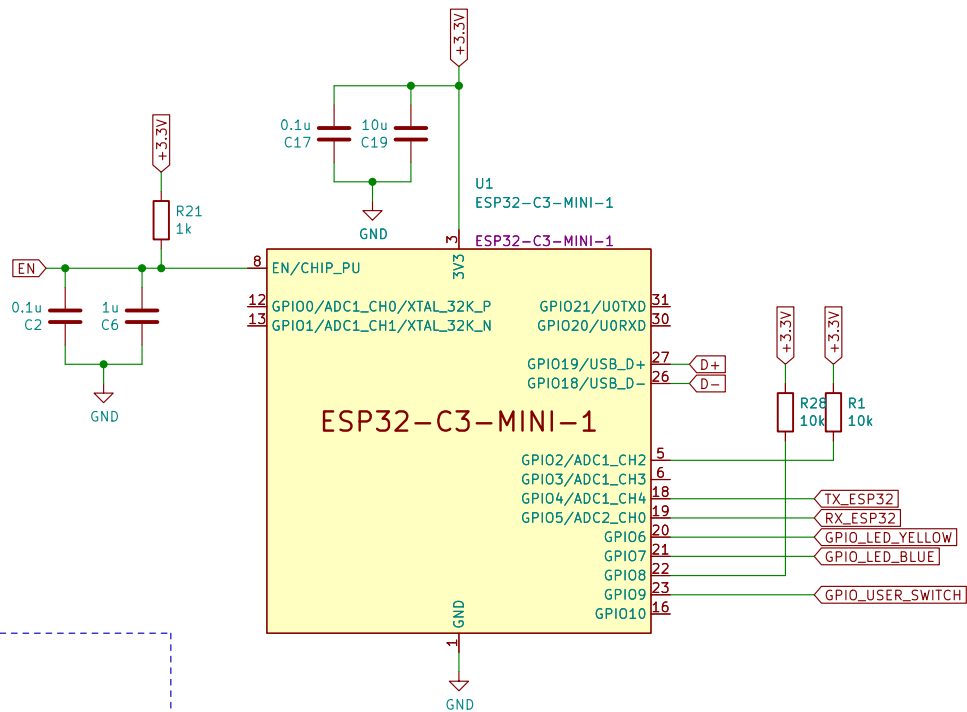 +3.3V
0.1u
C17
10u
C19
GND
+3.3V
R21
1k
EN
0.1u
C2
1u
C6
GND
U1
ESP32-C3-MINI-1
ESP32-C3-MINI-1
3
3V3
8
EN/CHIP_PU
12
GPIO0/ADC1_CH0/XTAL_32K_P
13
GPIO1/ADC1_CH1/XTAL_32K_N
GPIO21/U0TXD
31
GPIO20/U0RXD
30
GPIO19/USB_D+
27
D+
GPIO18/USB_D-
26
D-
ESP32-C3-MINI-1
+3.3V
+3.3V
R28
10k
R1
10k
GPIO2/ADC1_CH2
5
GPIO3/ADC1_CH3
6
GPIO4/ADC1_CH4
18
TX_ESP32
GPIO5/ADC2_CH0
19
RX_ESP32
GPIO6
20
GPIO_LED_YELLOW
GPIO7
21
GPIO_LED_BLUE
GPIO8
22
GPIO9
23
GPIO_USER_SWITCH
GPIO10
16
GND
1
GND